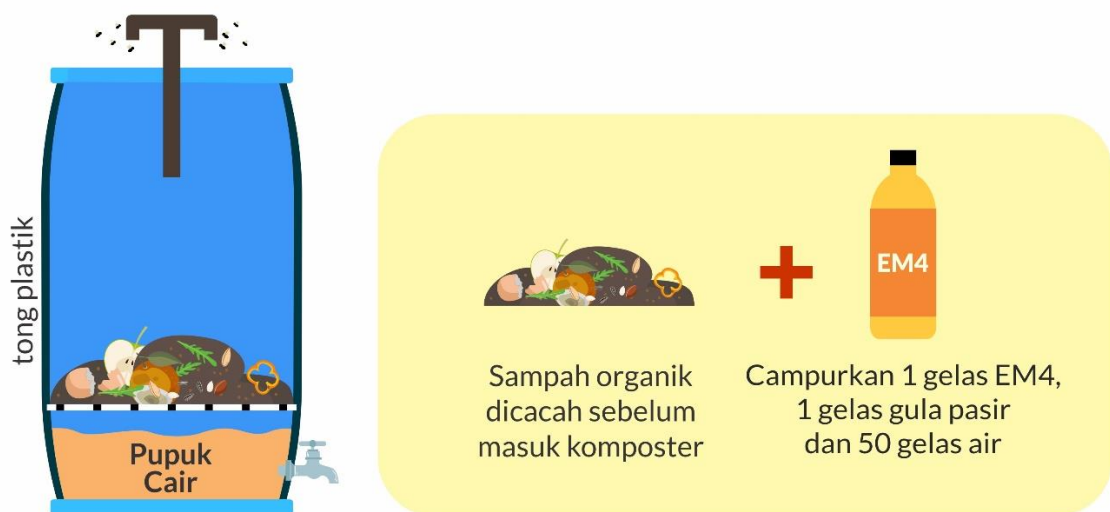 tong plastik
Pupuk
Cair
EM4
Sampah organik
dicacah sebelum
masuk komposter
Campurkan 1 gelas EM4,
1 gelas gula pasir
dan 50 gelas air